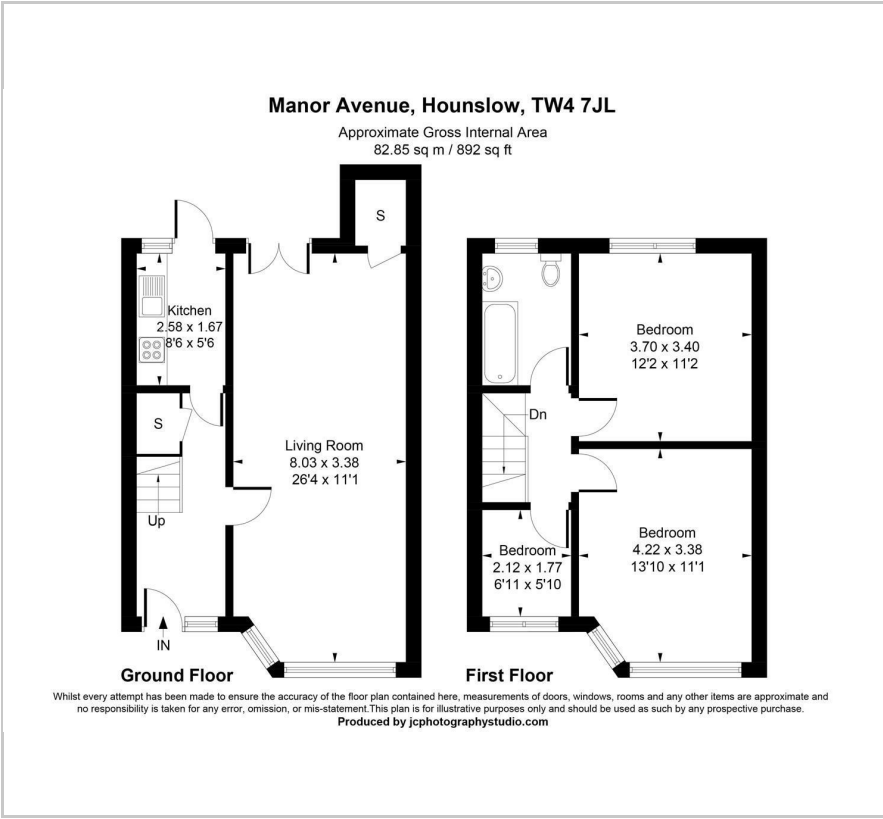 Manor Avenue, Hounslow, TW4 7JL
Approximate Gross Internal Area
82.85 sq m / 892 sq ft
S
Kitchen
2.58 x 1.67
8'6 x 5'6
S
Living Room
8.03 x 3.38
26'4 x 11'1
Up
IN
Ground Floor
Bedroom
3.70 x 3.40
12'2 x 11'2
Dn
Bedroom
4.22 x 3.38
13'10 x 11'1
Bedroom
2.12 x 1.77
6'11 x 5'10
First Floor
Whilst every attempt has been made to ensure the accuracy of the floor plan contained here, measurements of doors, windows, rooms and any other items are approximate and
no responsibility is taken for any error, omission, or mis-statement.This plan is for illustrative purposes only and should be used as such by any prospective purchase.
Produced by jcphotographystudio.com